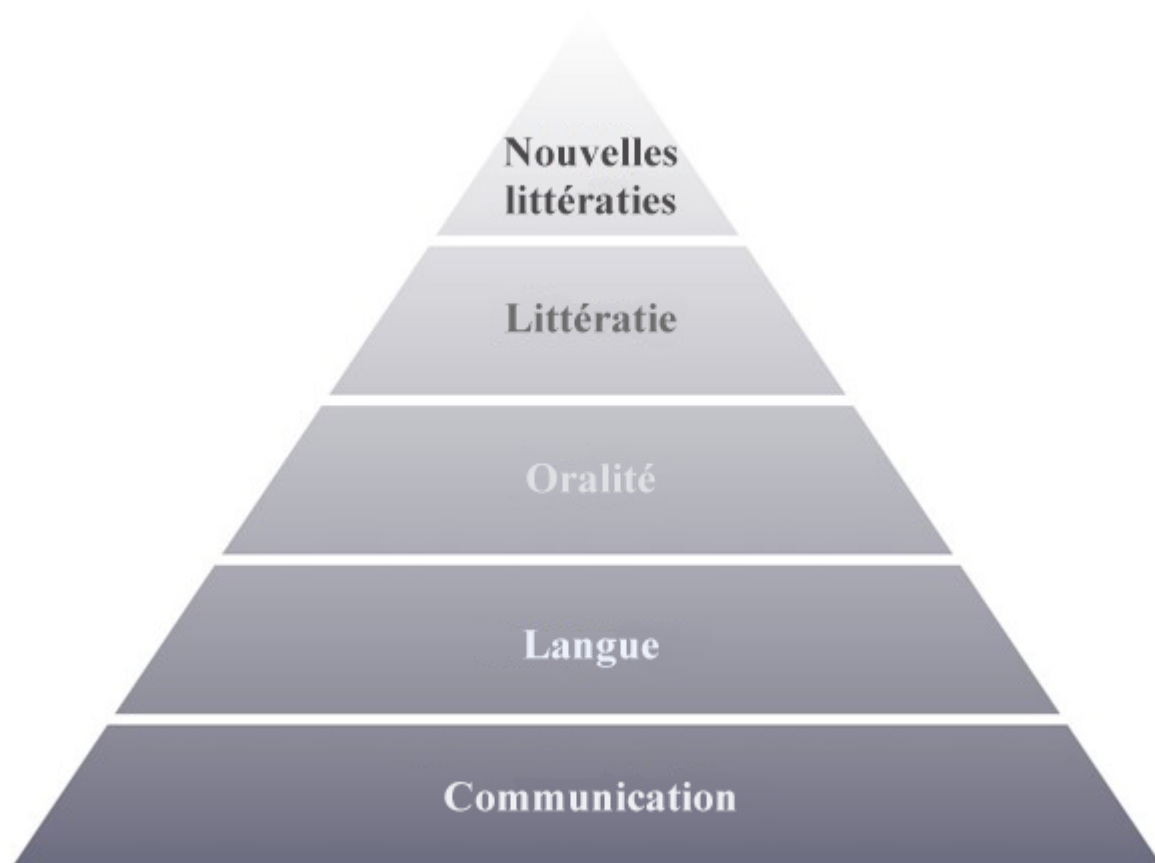 Nouvelles
littératies
Littératie
Oralité
Langue
Communication